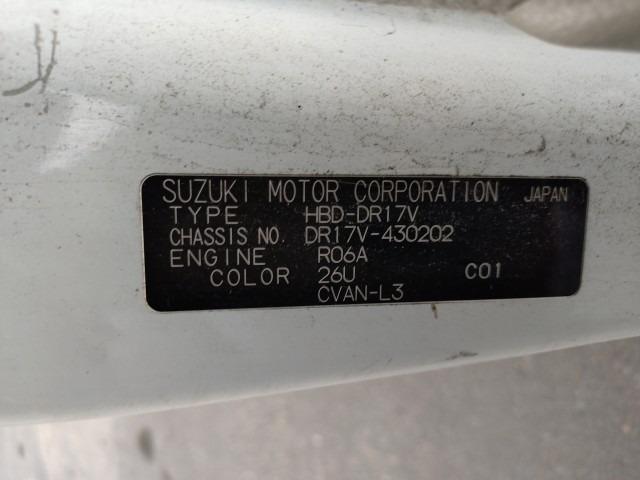 SUZUKI MOTOR CORPORATION JAPAN
TYPE HBD-DR17V
CHASSIS NO. DR17V-430202
ENGINE R06A
COLOR 26U C01
CVAN-L3